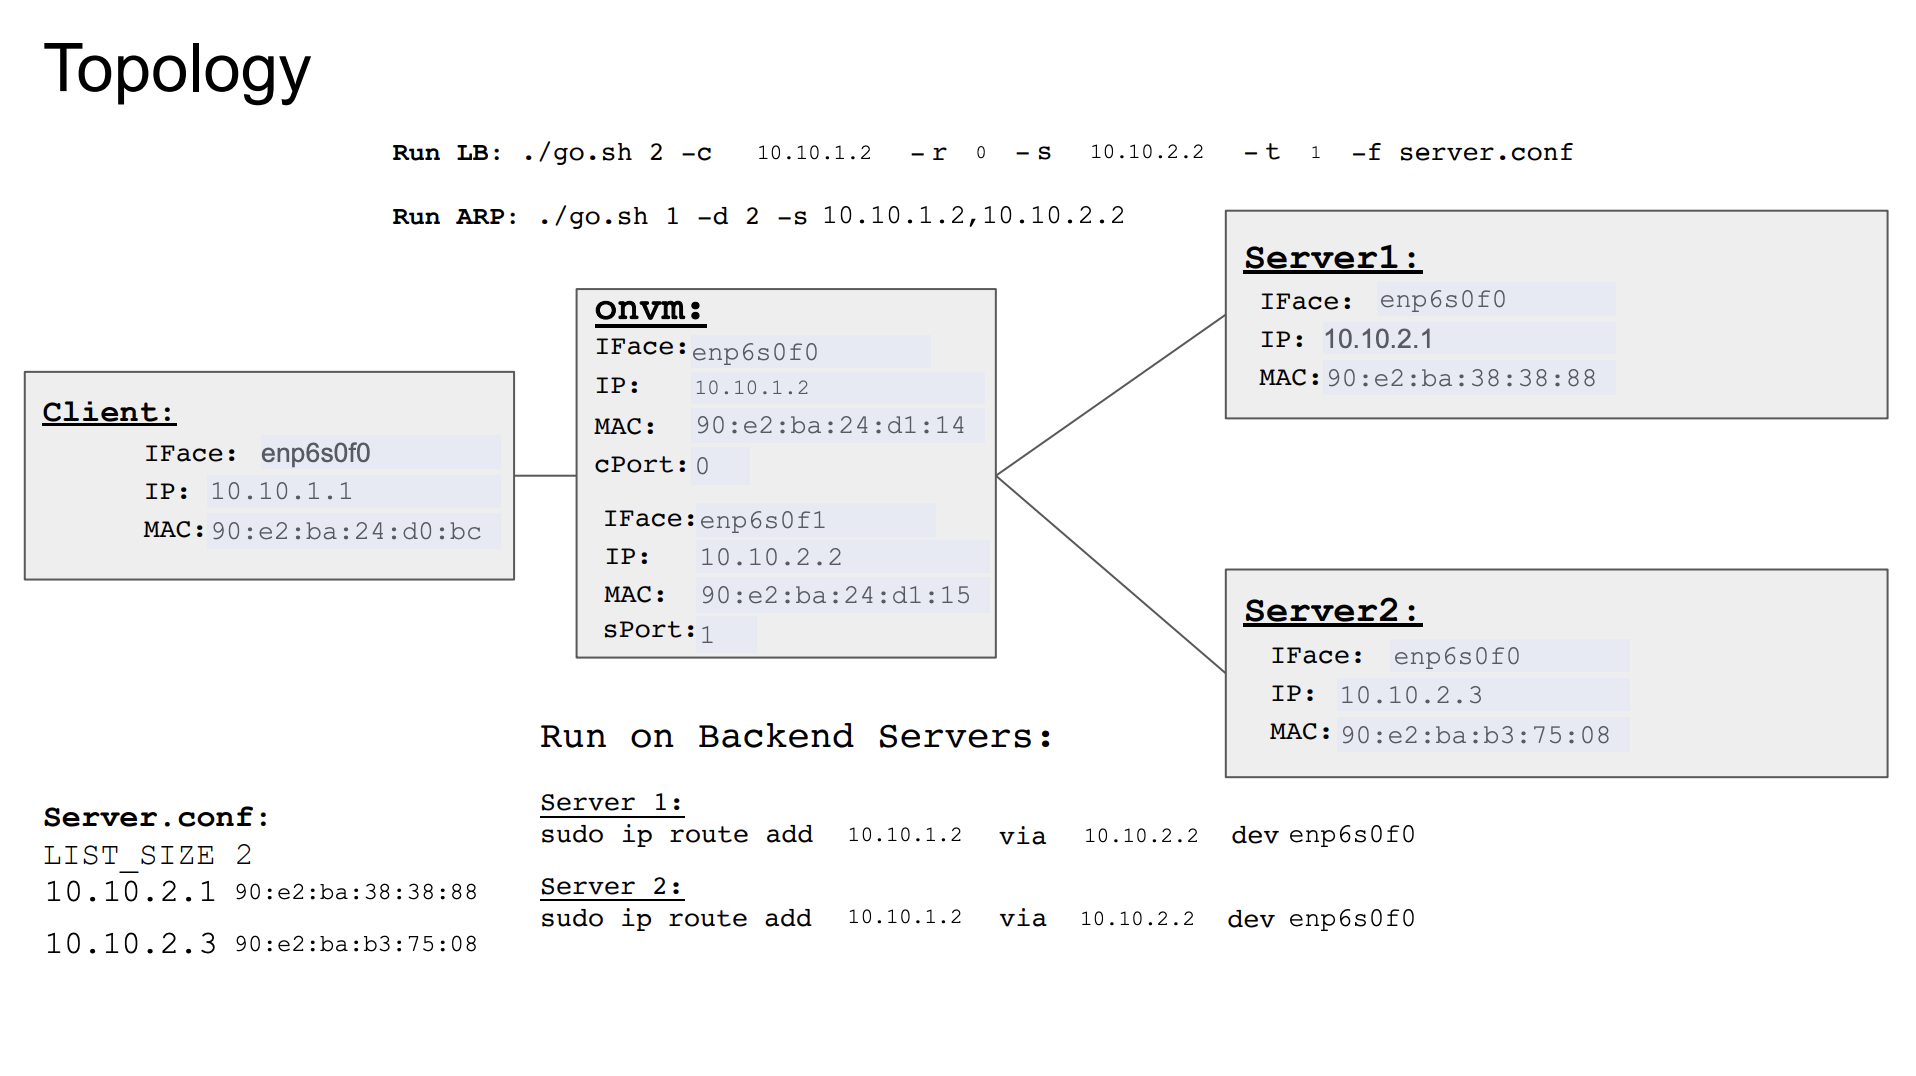 Topology
Run LB: ./go.sh 2 -c 10.10.1.2 -r 0 -s 10.10.2.2 -t 1 -f server.conf
Run ARP: ./go.sh 1 -d 2 -s 10.10.1.2,10.10.2.2
Client:
IFace: enp6s0f0
IP: 10.10.1.1
MAC: 90:e2:ba:24:d0:bc
onvm:
IFace: enp6s0f0
IP: 10.10.1.2
MAC: 90:e2:ba:24:d1:14
cPort: 0
IFace: enp6s0f1
IP: 10.10.2.2
MAC: 90:e2:ba:24:d1:15
sPort: 1
Server1:
IFace: enp6s0f0
IP: 10.10.2.1
MAC: 90:e2:ba:38:38:88
Server2:
IFace: enp6s0f0
IP: 10.10.2.3
MAC: 90:e2:ba:b3:75:08
Server.conf:
LIST_SIZE 2
10.10.2.1 90:e2:ba:38:38:88
10.10.2.3 90:e2:ba:b3:75:08
Run on Backend Servers:
Server 1:
sudo ip route add 10.10.1.2 via 10.10.2.2 dev enp6s0f0
Server 2:
sudo ip route add 10.10.1.2 via 10.10.2.2 dev enp6s0f0